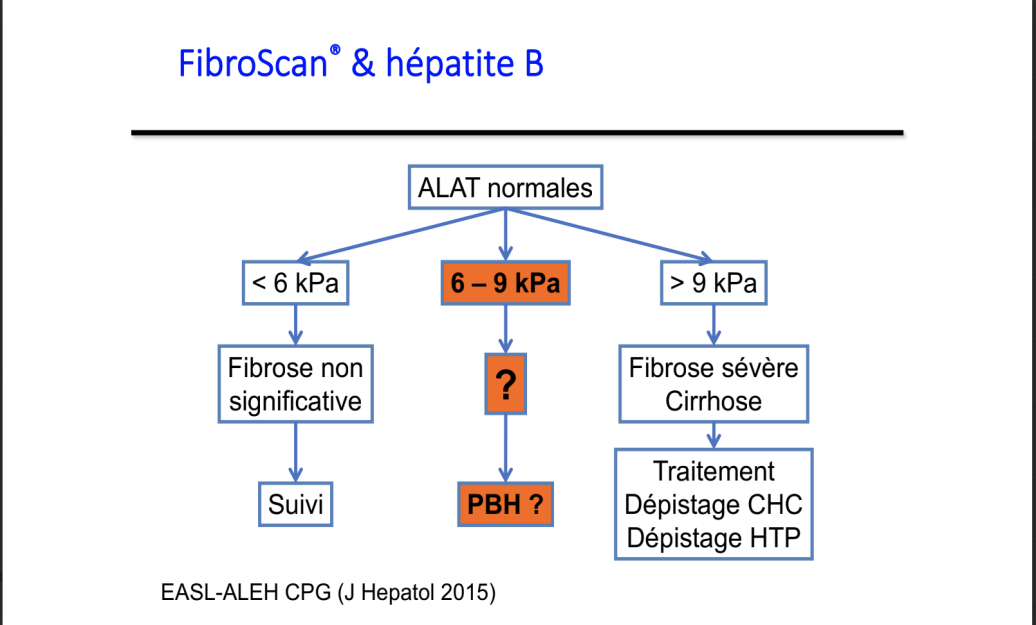 FibroScan® & hépatite B
ALAT normales
< 6 kPa
6 – 9 kPa
> 9 kPa
Fibrose non
significative
?
Fibrose sévère
Cirrhose
Suivi
PBH ?
Traitement
Dépistage CHC
Dépistage HTP
EASL-ALEH CPG (J Hepatol 2015)